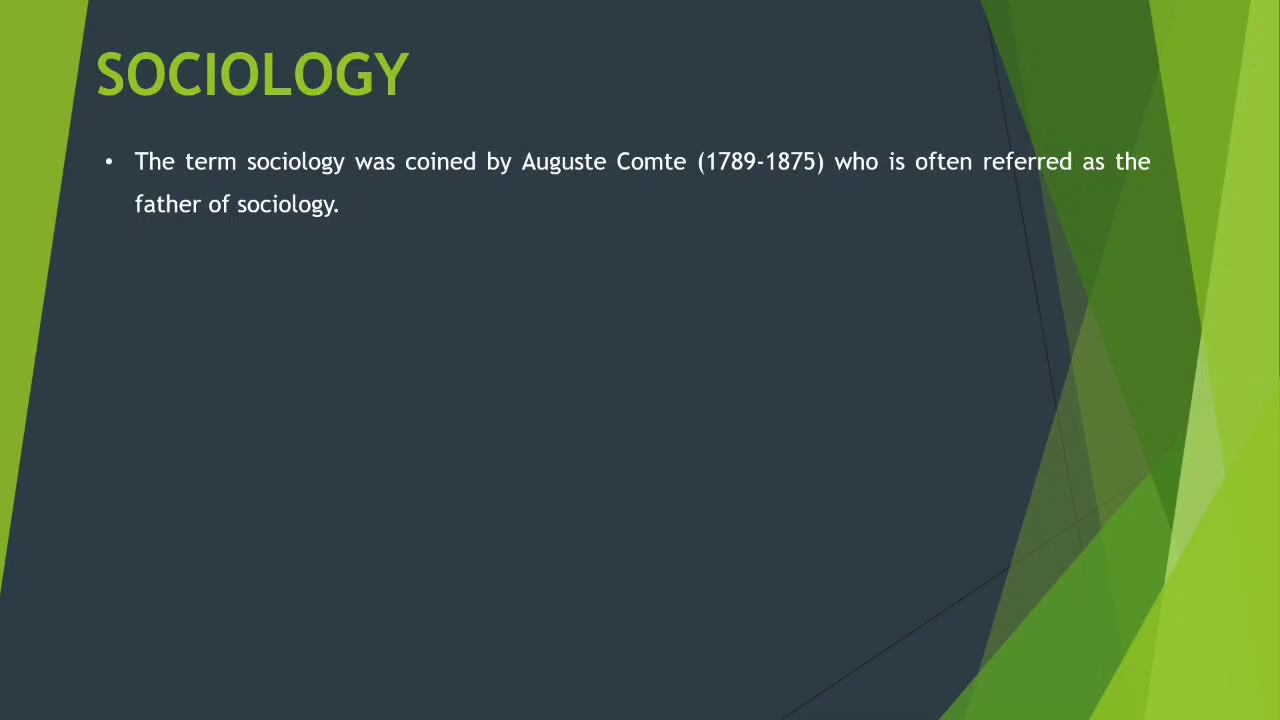 SOCIOLOGY
• The term sociology was coined by Auguste Comte (1789-1875) who is often referred as the
father of sociology.